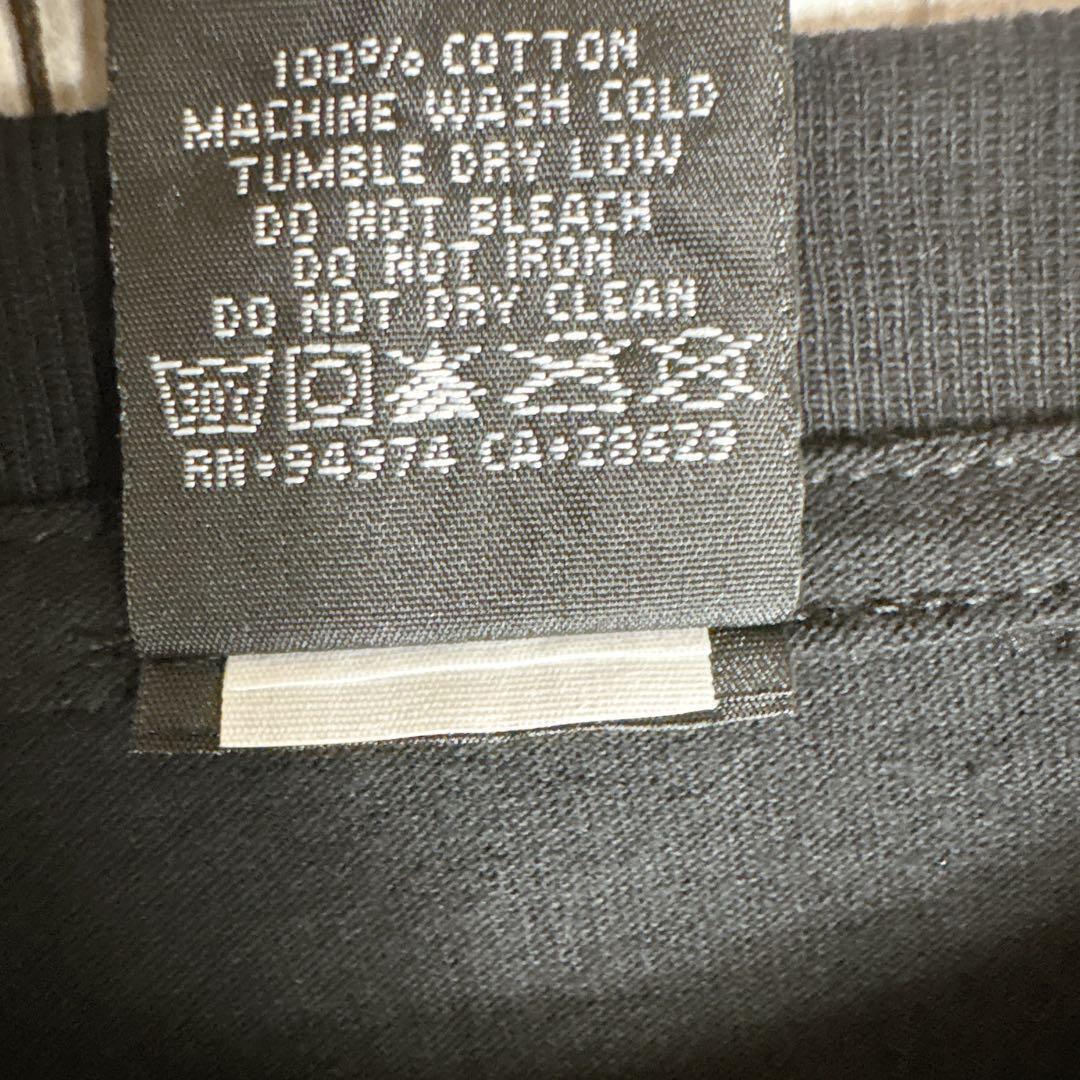 100% COTTON
MACHINE WASH COLD
TUMBLE DRY LOW
DO NOT BLEACH
DO NOT IRON
DO NOT DRY CLEAN
RN♦94974 CA♦28623